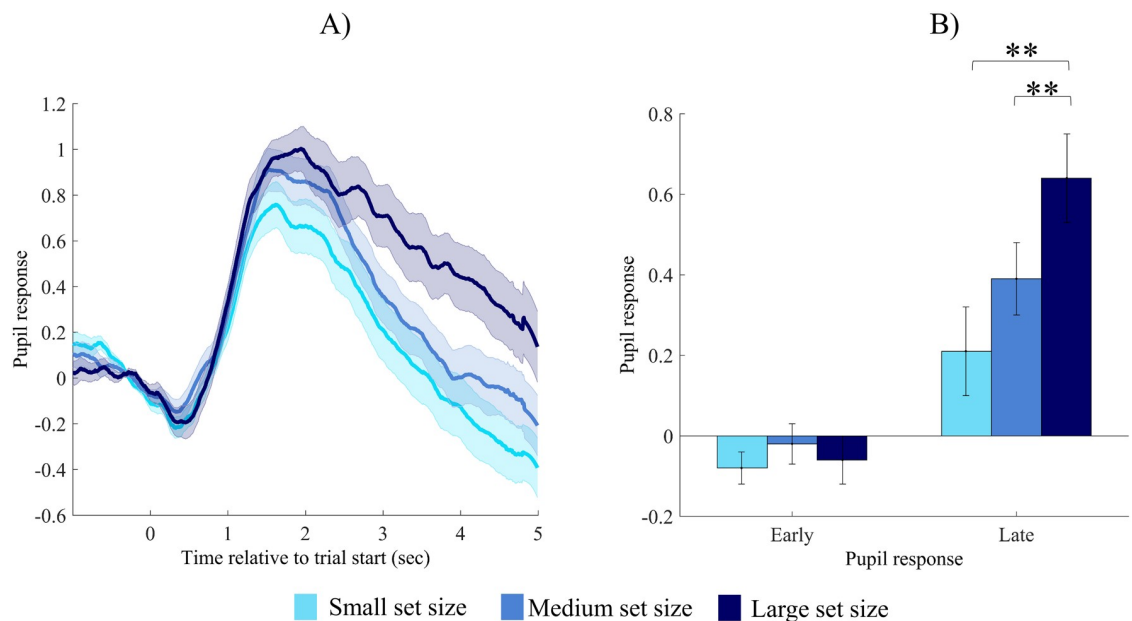 A)
1.2
1
0.8
0.6
0.4
0.2
0
-0.2
-0.4
-0.6
Pupil response
0 1 2 3 4 5
Time relative to trial start (sec)
B)
**
**
0.8
0.6
0.4
0.2
0
-0.2
Pupil response
Early Late
Pupil response
Small set size Medium set size Large set size